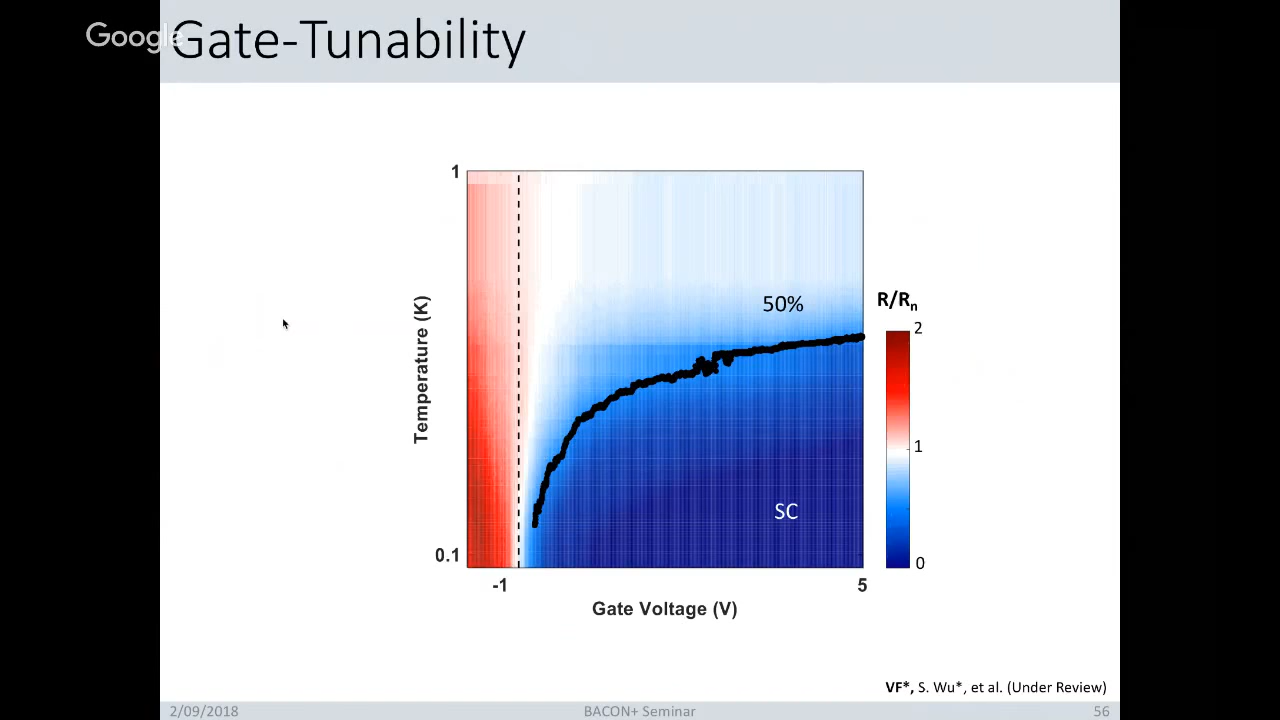 Google
Gate-Tunability
1
50%
R/Rn
2
Temperature (K)
1
SC
0.1
0
-1
5
Gate Voltage (V)
VF*, S. Wu*, et al. (Under Review)
2/09/2018
BACON+ Seminar
56